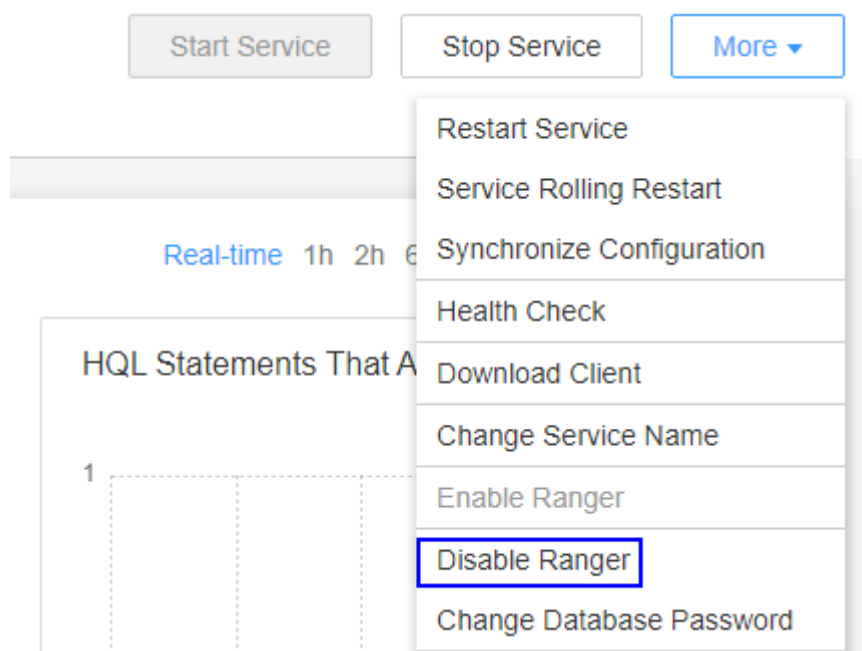 Start Service Stop Service More
Restart Service
Service Rolling Restart
Real-time 1h 2h 6 Synchronize Configuration
Health Check
HQL Statements That A Download Client
Change Service Name
1
Enable Ranger
Disable Ranger
Change Database Password